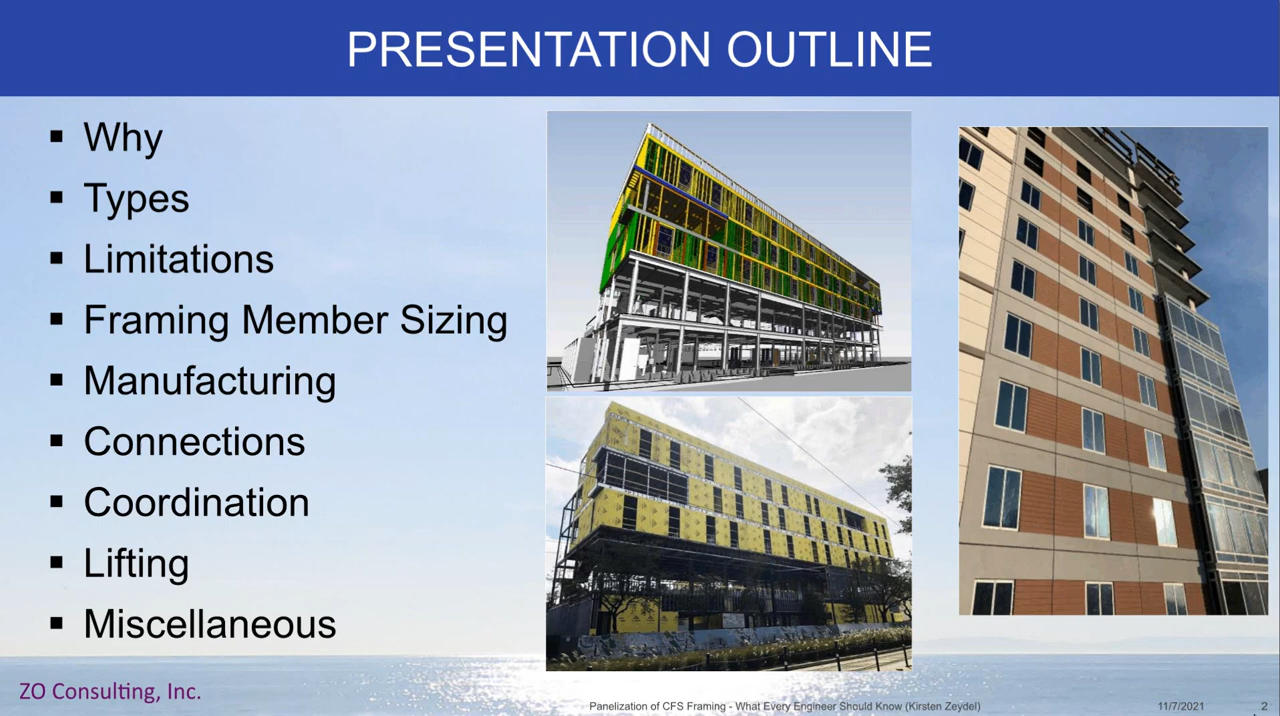 PRESENTATION OUTLINE
▪ Why
▪ Types
▪ Limitations
▪ Framing Member Sizing
▪ Manufacturing
▪ Connections
▪ Coordination
▪ Lifting
▪ Miscellaneous
ZO Consulting, Inc.
Panelization of CFS Framing - What Every Engineer Should Know (Kirsten Zeydel)
11/7/2021
2